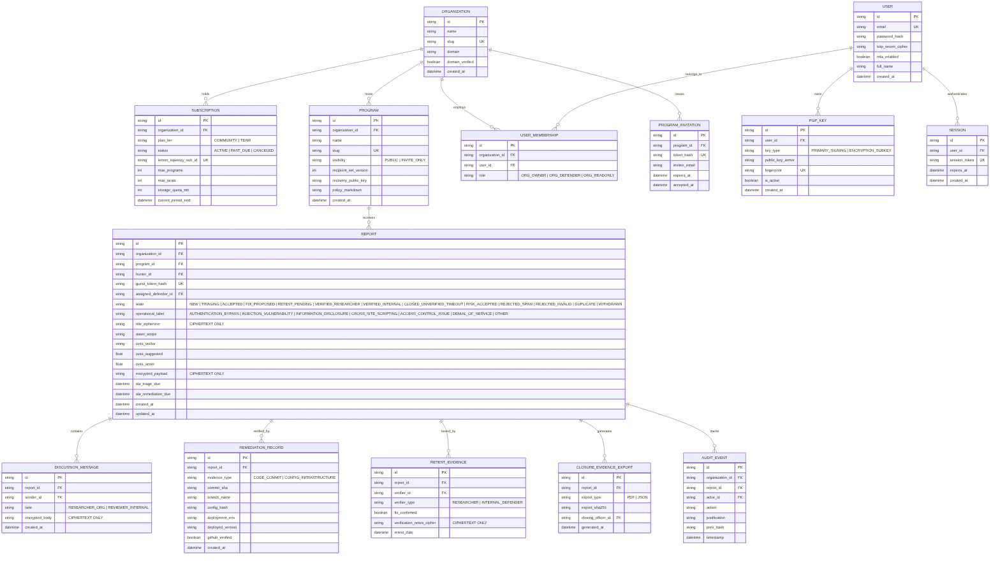 ORGANIZATION
string id PK
string name
string slug UK
string domain
boolean domain_verified
datetime created_at
USER
string id PK
string email UK
string password_hash
string totp_secret_cipher
boolean mfa_enabled
string full_name
datetime created_at
holds
hosts
employs
issues
belongs_to
owns
authenticates
SUBSCRIPTION
string id PK
string organization_id FK
string plan_tier COMMUNITY | TEAM
string status ACTIVE | PAST_DUE | CANCELED
string lemon_squeezy_sub_id UK
int max_programs
int max_seats
int storage_quota_mb
datetime current_period_end
PROGRAM
string id PK
string organization_id FK
string name
string slug UK
string visibility PUBLIC | INVITE_ONLY
int recipient_set_version
string recovery_public_key
string policy_markdown
datetime created_at
USER_MEMBERSHIP
string id PK
string organization_id FK
string user_id FK
string role ORG_OWNER | ORG_DEFENDER | ORG_READONLY
PROGRAM_INVITATION
string id PK
string program_id FK
string token_hash UK
string invitee_email
datetime expires_at
datetime accepted_at
PGP_KEY
string id PK
string user_id FK
string key_type PRIMARY_SIGNING | ENCRYPTION_SUBKEY
string public_key_armor
string fingerprint UK
boolean is_active
datetime created_at
SESSION
string id PK
string user_id FK
string session_token UK
datetime expires_at
datetime created_at
receives
REPORT
string id PK
string organization_id FK
string program_id FK
string hunter_id FK
string guest_token_hash UK
string assigned_defender_id FK
string state NEW | TRIAGING | ACCEPTED | FIX_PROPOSED | RETEST_PENDING | VERIFIED_RESEARCHER | VERIFIED_INTERNAL | CLOSED_UNVERIFIED_TIMEOUT | RISK_ACCEPTED | REJECTED_SPAM | REJECTED_INVALID | DUPLICATE | WITHDRAWN
string operational_label AUTHENTICATION_BYPASS | INJECTION_VULNERABILITY | INFORMATION_DISCLOSURE | CROSS_SITE_SCRIPTING | ACCESS_CONTROL_ISSUE | DENIAL_OF_SERVICE | OTHER
string title_ciphertext CIPHERTEXT ONLY
string asset_scope
string cvss_vector
float cvss_suggested
float cvss_score
string encrypted_payload CIPHERTEXT ONLY
datetime sla_triage_due
datetime sla_remediation_due
datetime created_at
datetime updated_at
contains
verified_by
tested_by
generates
tracks
DISCUSSION_MESSAGE
string id PK
string report_id FK
string sender_id FK
string lane RESEARCHER_ORG | REVIEWER_INTERNAL
string encrypted_body CIPHERTEXT ONLY
datetime created_at
REMEDIATION_RECORD
string id PK
string report_id FK
string evidence_type CODE_COMMIT | CONFIG_INFRASTRUCTURE
string commit_sha
string branch_name
string config_hash
string deployment_env
string deployed_version
boolean github_verified
datetime created_at
RETEST_EVIDENCE
string id PK
string report_id FK
string verifier_id FK
string verifier_type RESEARCHER | INTERNAL_DEFENDER
boolean fix_confirmed
string verification_notes_cipher CIPHERTEXT ONLY
datetime retest_date
CLOSURE_EVIDENCE_EXPORT
string id PK
string report_id FK
string export_type PDF | JSON
string export_sha256
string closing_officer_id FK
datetime generated_at
AUDIT_EVENT
string id PK
string organization_id FK
string report_id FK
string actor_id FK
string action
string justification
string prev_hash
datetime timestamp